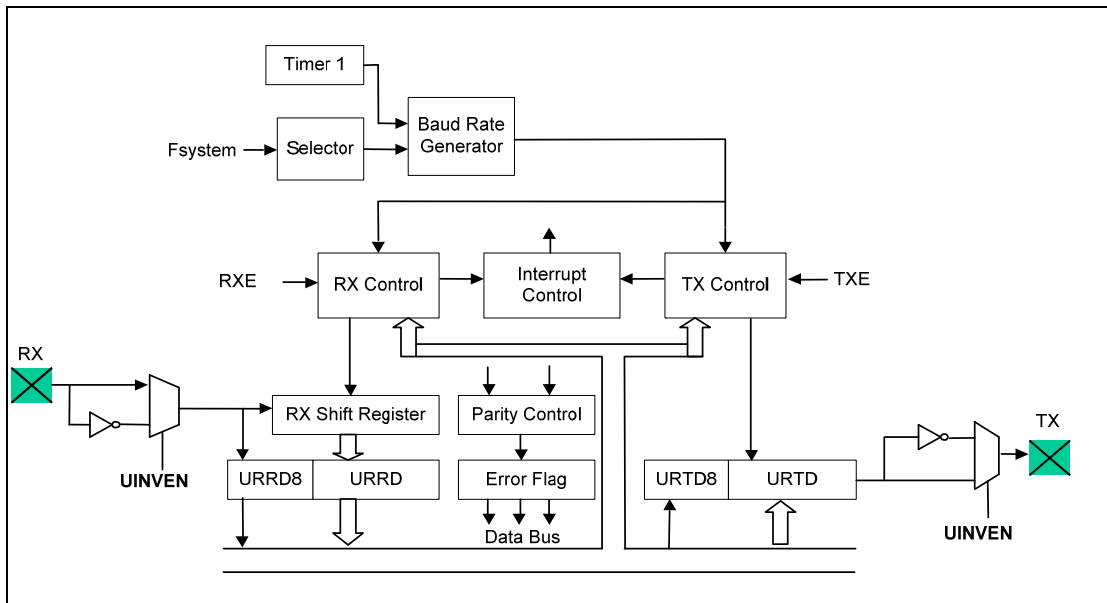 Timer 1
Baud Rate
Generator
Fsystem
Selector
RXE
RX Control
Interrupt
Control
TX Control
TXE
RX
RX Shift Register
Parity Control
TX
UINVEN
URRD8
URRD
Error Flag
URTD8
URTD
Data Bus
UINVEN